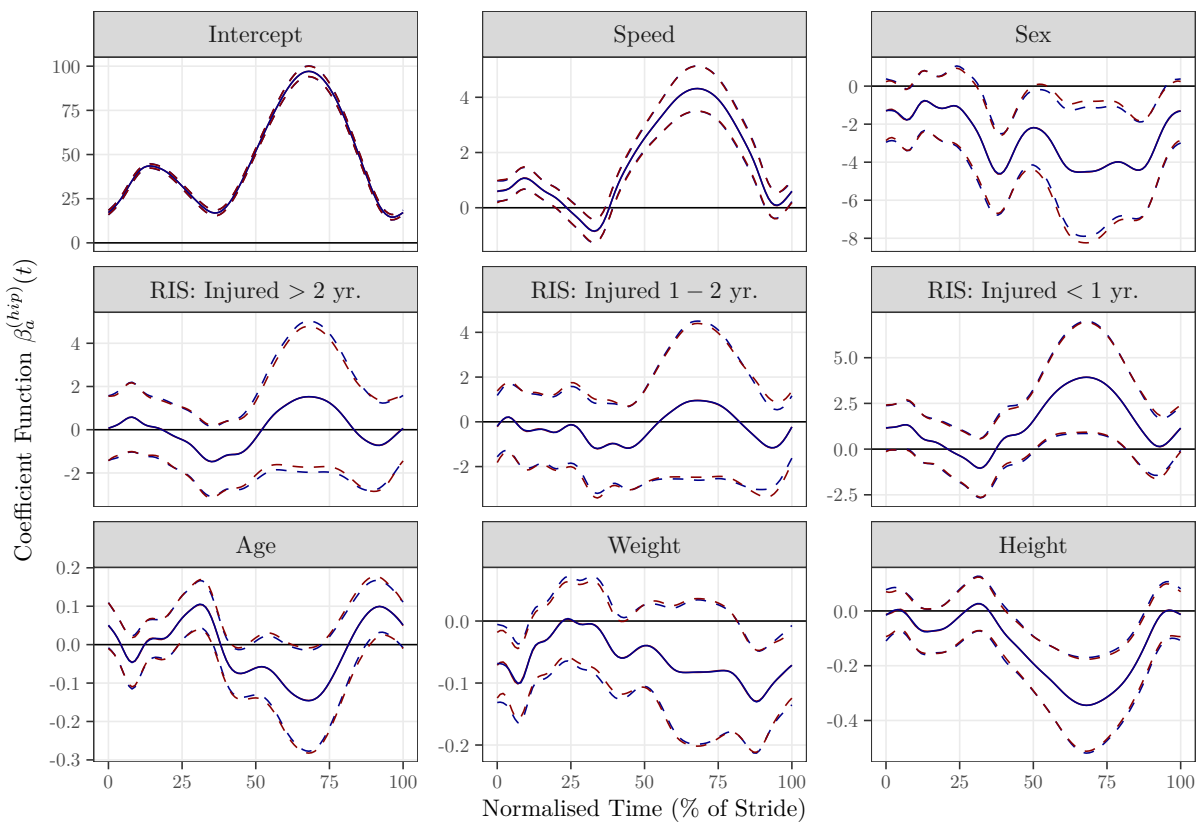 Intercept
Speed
Sex
100
75
50
25
0
4
2
0
0
-2
-4
-6
-8
RIS: Injured > 2 yr.
RIS: Injured 1 − 2 yr.
RIS: Injured < 1 yr.
4
2
0
-2
4
2
0
-2
5.0
2.5
0.0
-2.5
Age
Weight
Height
0.2
0.1
0.0
-0.1
-0.2
-0.3
0.0
-0.1
-0.2
0.0
-0.2
-0.4
0 25 50 75 100
0 25 50 75 100
0 25 50 75 100
Normalised Time (% of Stride)
Coefficient Function β_a^{(hip)}(t)